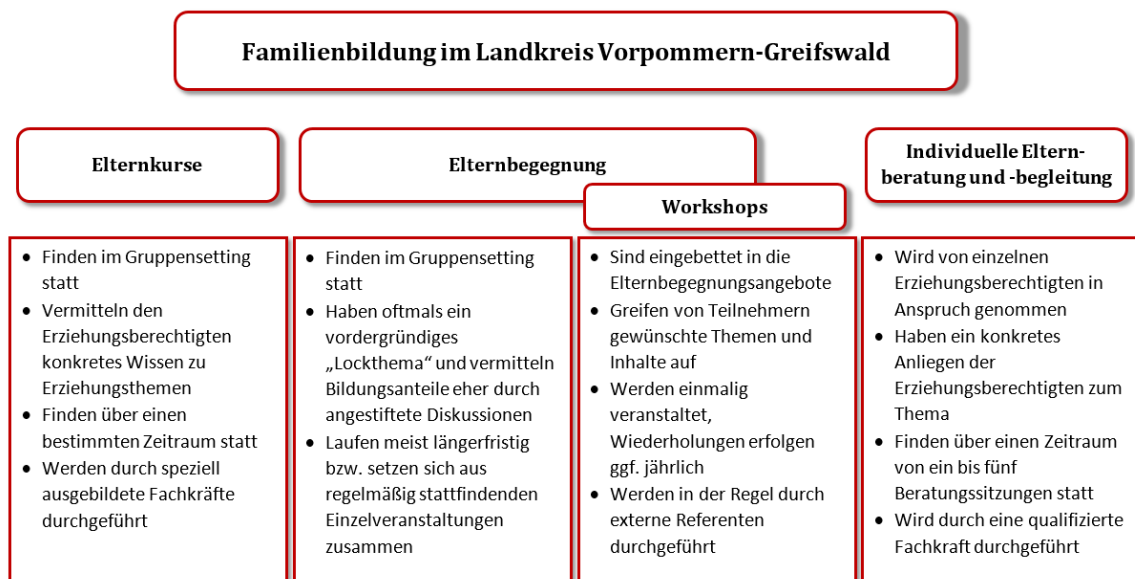 Familienbildung im Landkreis Vorpommern-Greifswald
Elternkurse
• Finden im Gruppensetting
statt
• Vermitteln den
Erziehungsberechtigten
konkretes Wissen zu
Erziehungsthemen
• Finden über einen
bestimmten Zeitraum statt
• Werden durch speziell
ausgebildete Fachkräfte
durchgeführt
Elternbegegnung
• Finden im Gruppensetting
statt
• Haben oftmals ein
vordergründiges
„Lockthema“ und vermitteln
Bildungsanteile eher durch
angestiftete Diskussionen
• Laufen meist längerfristig
bzw. setzen sich aus
regelmäßig stattfindenden
Einzelveranstaltungen
zusammen
Workshops
• Sind eingebettet in die
Elternbegegnungsangebote
• Greifen von Teilnehmern
gewünschte Themen und
Inhalte auf
• Werden einmalig
veranstaltet,
Wiederholungen erfolgen
ggf. jährlich
• Werden in der Regel durch
externe Referenten
durchgeführt
Individuelle Eltern-
beratung und -begleitung
• Wird von einzelnen
Erziehungsberechtigten in
Anspruch genommen
• Haben ein konkretes
Anliegen der
Erziehungsberechtigten zum
Thema
• Finden über einen Zeitraum
von ein bis fünf
Beratungssitzungen statt
• Wird durch eine qualifizierte
Fachkraft durchgeführt